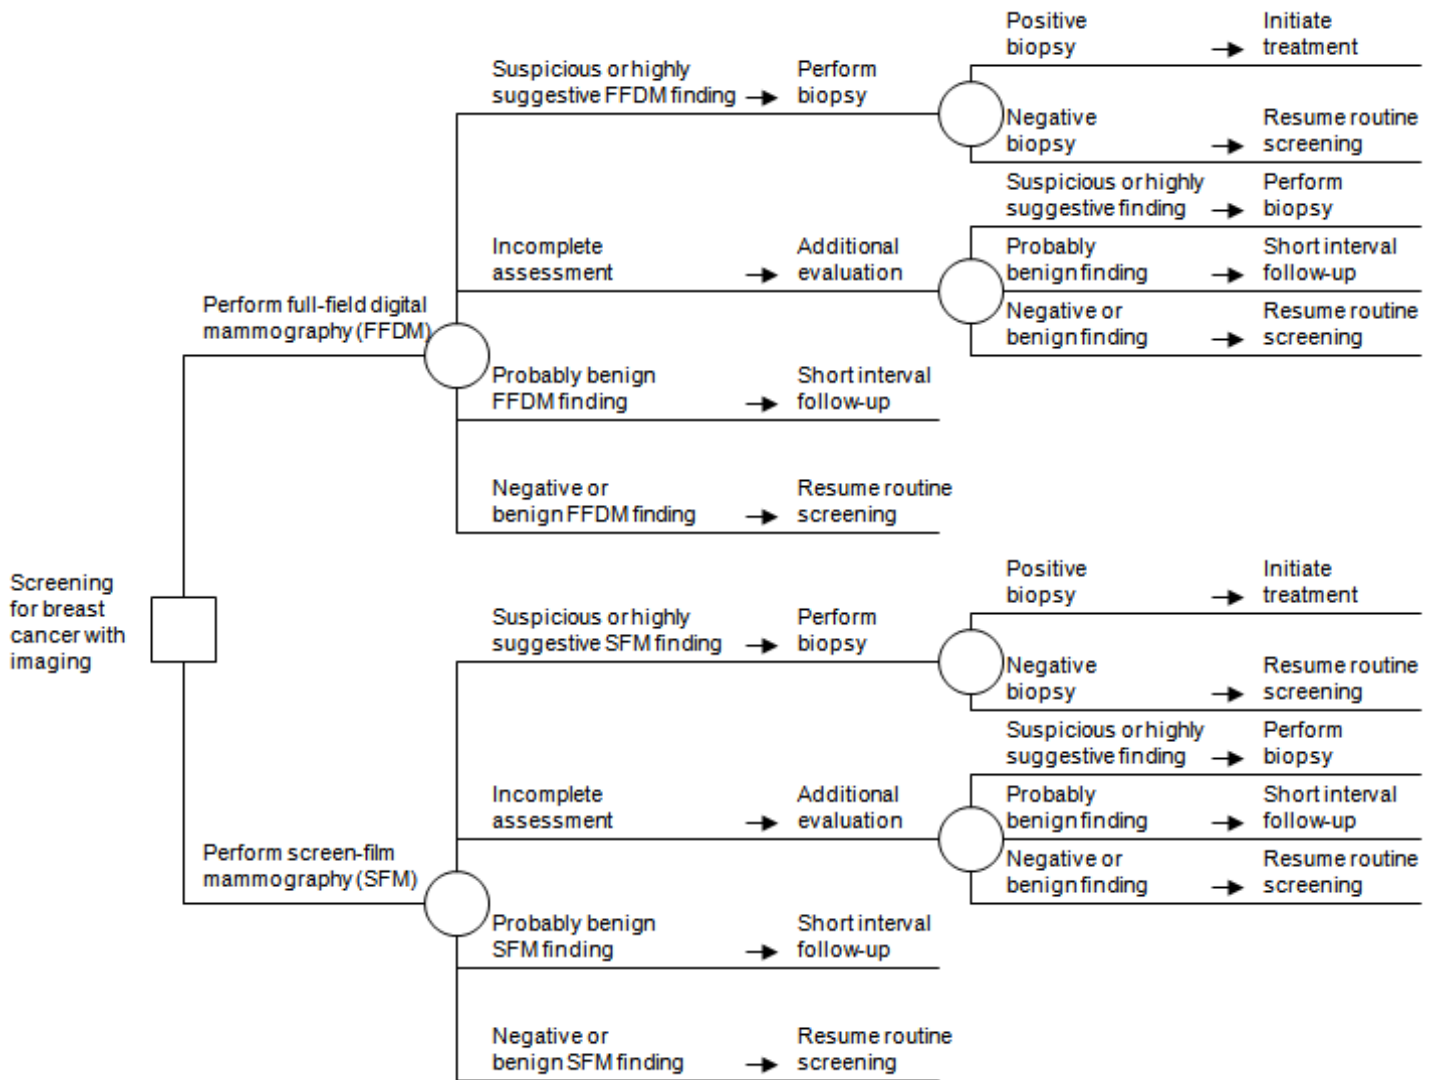 Positive
biopsy
Initiate
treatment
Suspicious or highly
suggestive FFDM finding
Perform
biopsy
Negative
biopsy
Resume routine
screening
Suspicious or highly
suggestive finding
Perform
biopsy
Incomplete
assessment
Additional
evaluation
Probably
benign finding
Short interval
follow-up
Negative or
benign finding
Resume routine
screening
Perform full-field digital
mammography (FFDM)
Probably benign
FFDM finding
Short interval
follow-up
Negative or
benign FFDM finding
Resume routine
screening
Screening
for breast
cancer with
imaging
Positive
biopsy
Initiate
treatment
Suspicious or highly
suggestive SFM finding
Perform
biopsy
Negative
biopsy
Resume routine
screening
Suspicious or highly
suggestive finding
Perform
biopsy
Incomplete
assessment
Additional
evaluation
Probably
benign finding
Short interval
follow-up
Negative or
benign finding
Resume routine
screening
Perform screen-film
mammography (SFM)
Probably benign
SFM finding
Short interval
follow-up
Negative or
benign SFM finding
Resume routine
screening